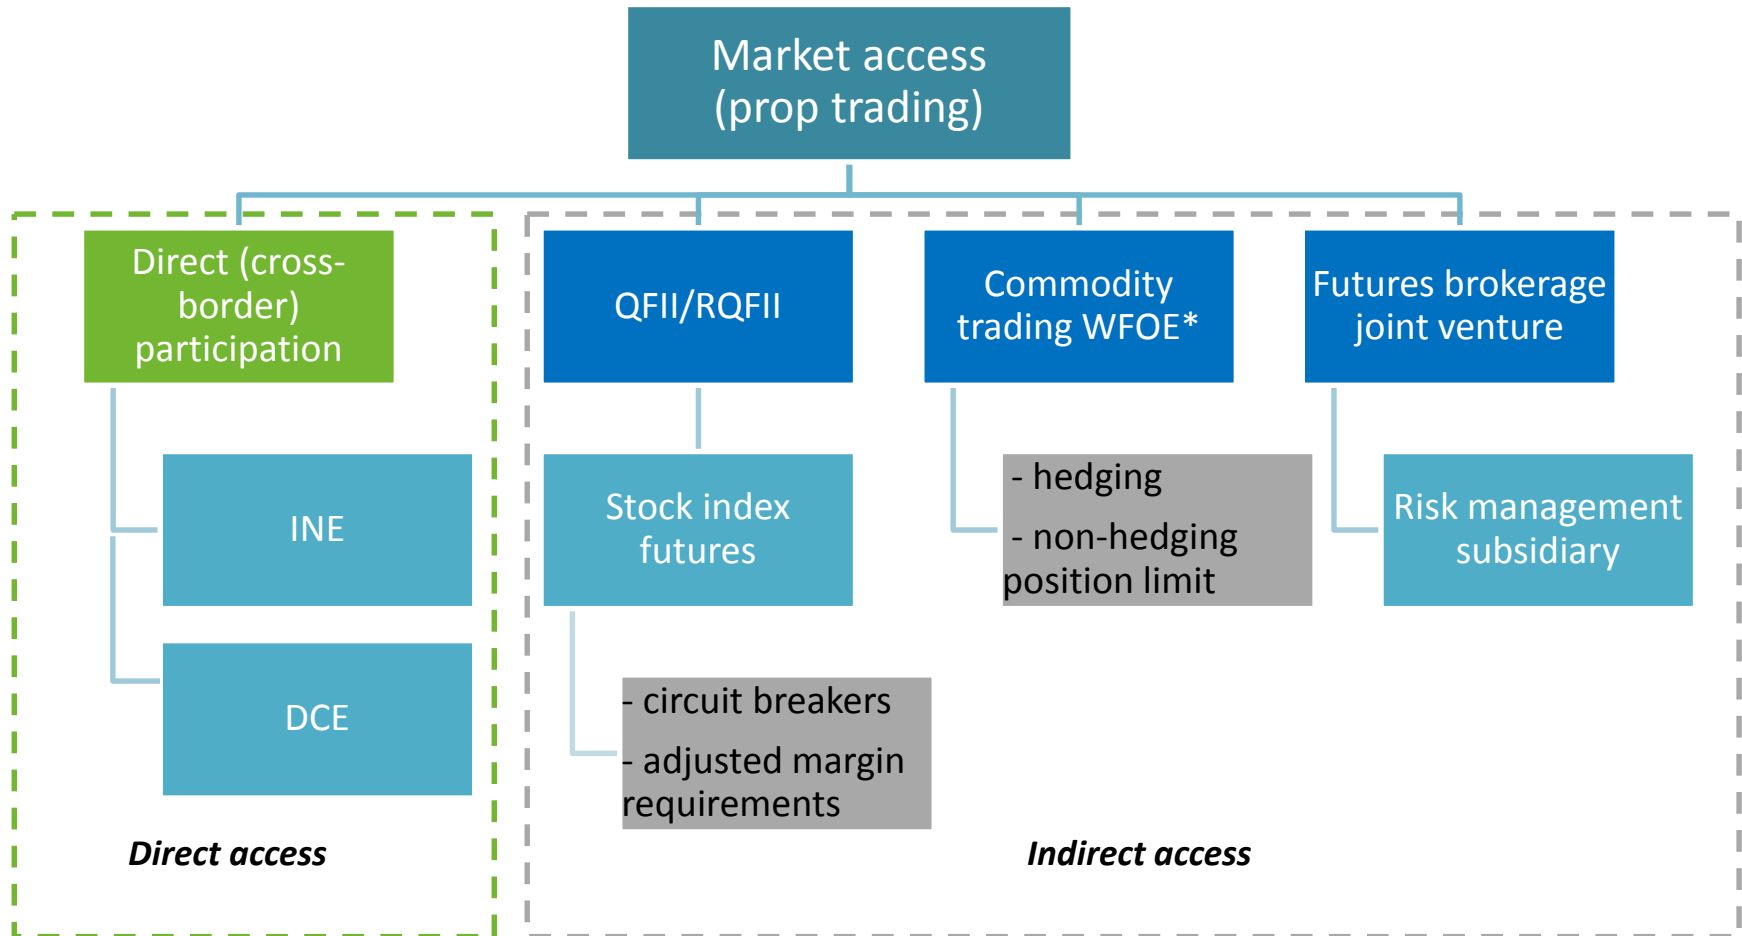 Market access
(prop trading)
Direct (cross-
border)
participation
QFII/RQFII
Commodity
trading WFOE*
Futures brokerage
joint venture
INE
Stock index
futures
- hedging
- non-hedging
position limit
Risk management
subsidiary
DCE
- circuit breakers
- adjusted margin
requirements
Direct access
Indirect access